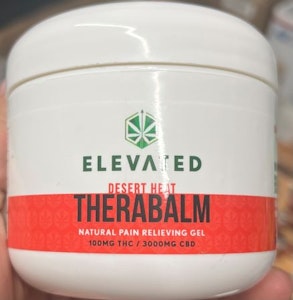 ELEVATED
DESERT HEAT
THERABALM
NATURAL PAIN RELIEVING GEL
100MG THC / 3000MG CBD